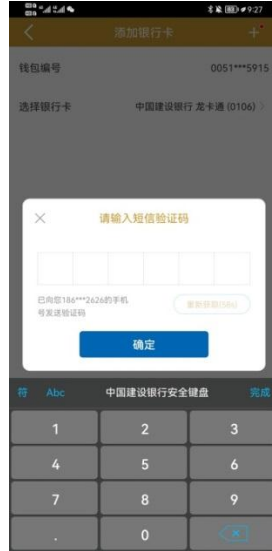 9:27
添加银行卡
钱包编号 0051***5915
选择银行卡 中国建设银行 龙卡通 (0106)
请输入短信验证码
已向您186***2626的手机
号发送验证码
重新获取(58s)
确定
符 Abc 中国建设银行安全键盘 完成
1 2 3
4 5 6
7 8 9
. 0